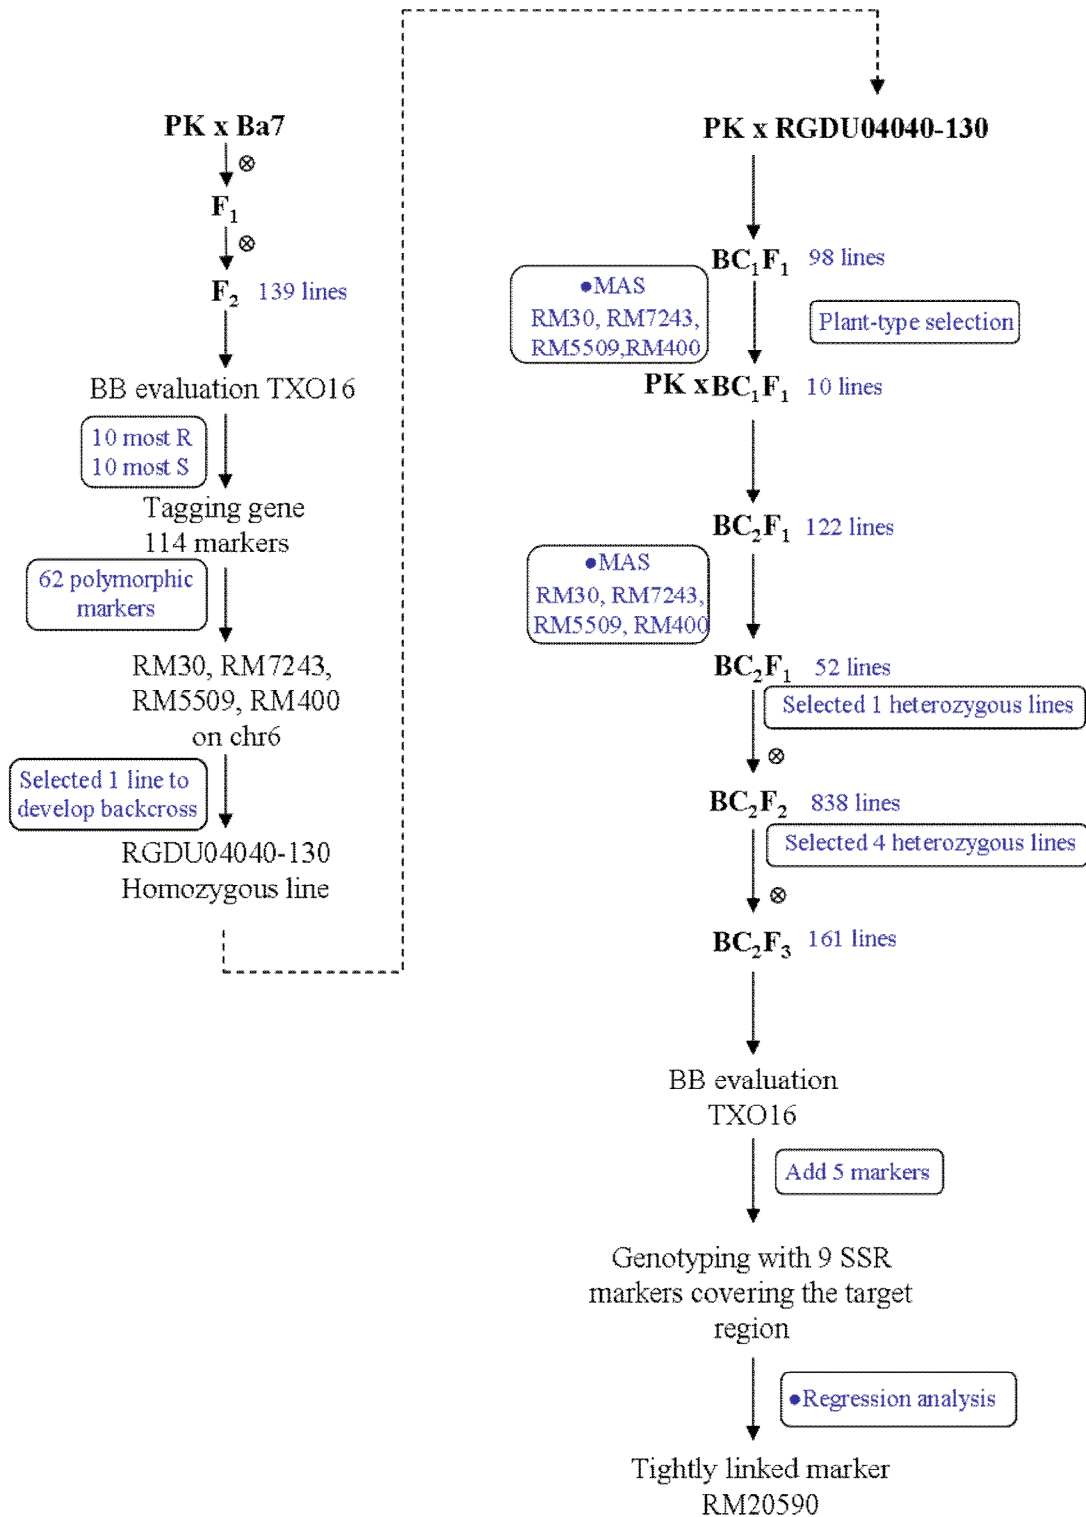 PK x Ba7
⊗
F₁
⊗
F₂ 139 lines
BB evaluation TXO16
10 most R
10 most S
Tagging gene
114 markers
62 polymorphic
markers
RM30, RM7243,
RM5509, RM400
on chr6
Selected 1 line to
develop backcross
RGDU04040-130
Homozygous line
PK x RGDU04040-130
BC₁F₁ 98 lines
●MAS
RM30, RM7243,
RM5509,RM400
Plant-type selection
PK xBC₁F₁ 10 lines
BC₂F₁ 122 lines
●MAS
RM30, RM7243,
RM5509, RM400
BC₂F₁ 52 lines
Selected 1 heterozygous lines
⊗
BC₂F₂ 838 lines
Selected 4 heterozygous lines
⊗
BC₂F₃ 161 lines
BB evaluation
TXO16
Add 5 markers
Genotyping with 9 SSR
markers covering the target
region
●Regression analysis
Tightly linked marker
RM20590